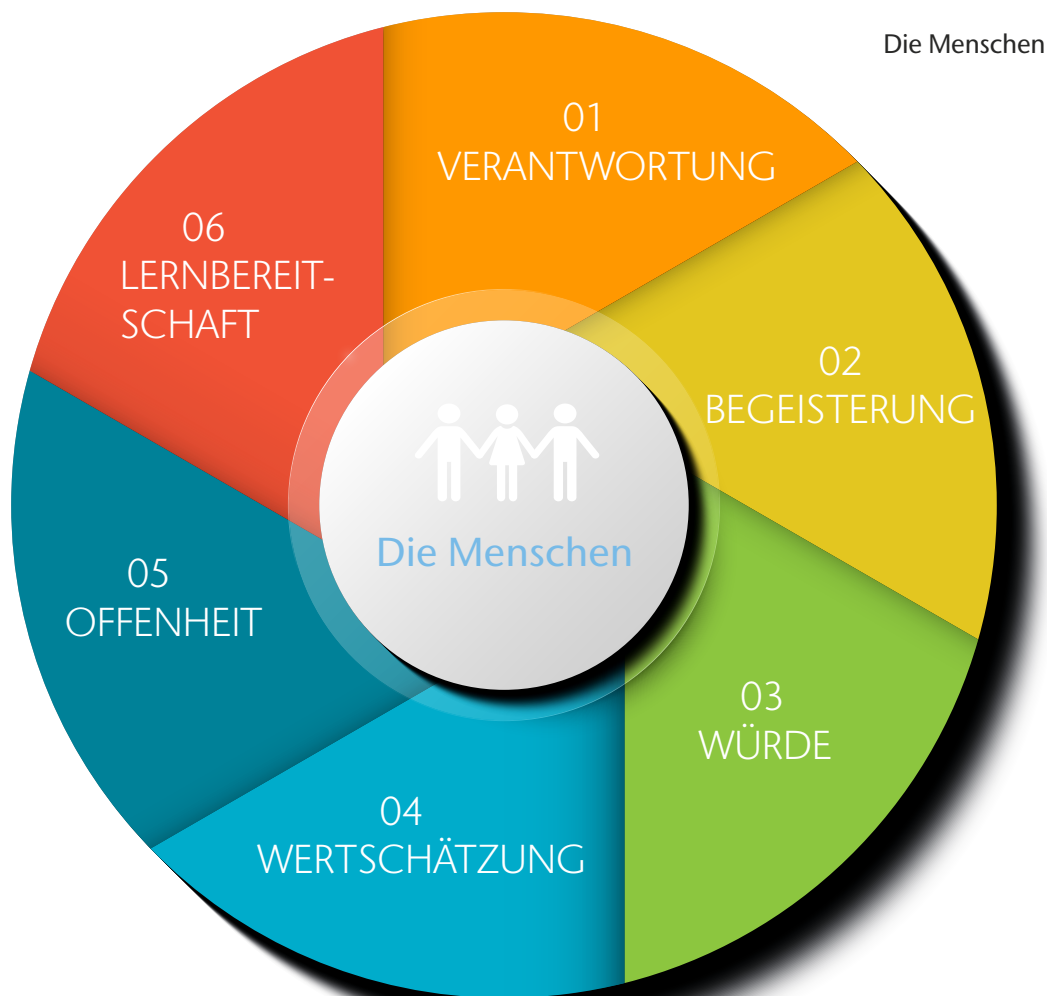 Die Menschen
01
VERANTWORTUNG
02
BEGEISTERUNG
03
WÜRDE
04
WERTSCHÄTZUNG
05
OFFENHEIT
06
LERNBEREIT-
SCHAFT
Die Menschen